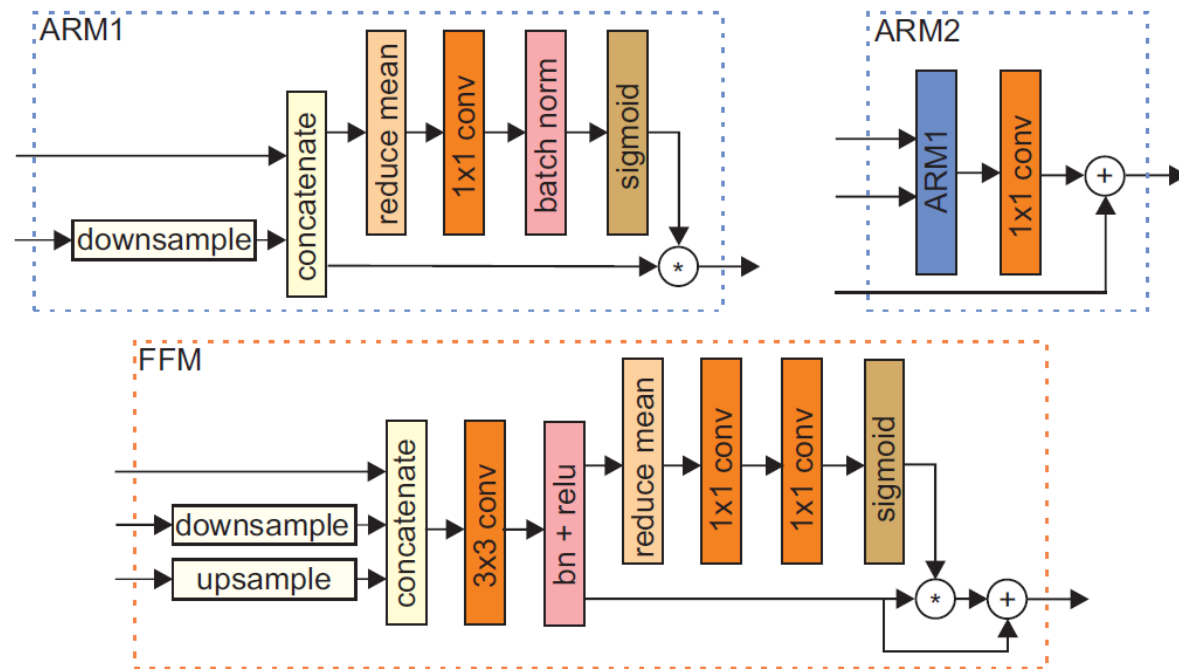 ARM1
downsample
concatenate
reduce mean
1x1 conv
batch norm
sigmoid
*
ARM2
ARM1
1x1 conv
+
FFM
downsample
upsample
concatenate
3x3 conv
bn + relu
reduce mean
1x1 conv
1x1 conv
sigmoid
*
+